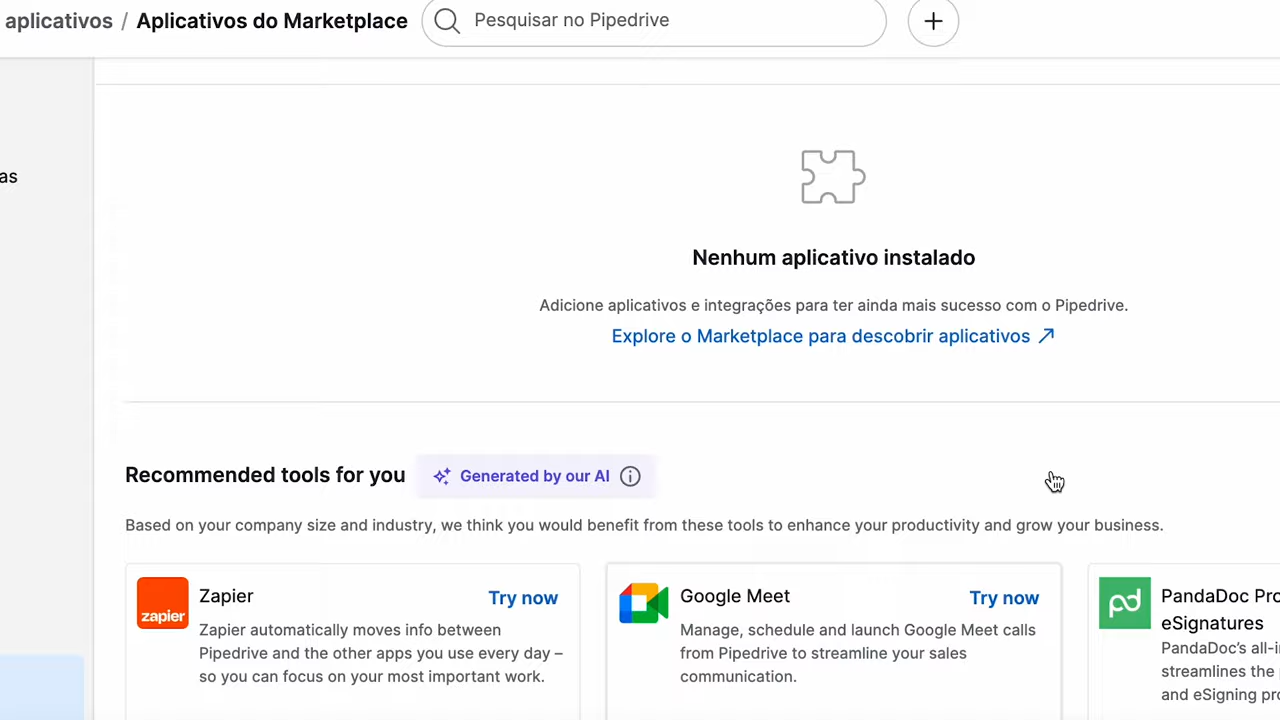 aplicativos / Aplicativos do Marketplace
Pesquisar no Pipedrive
as
Nenhum aplicativo instalado
Adicione aplicativos e integrações para ter ainda mais sucesso com o Pipedrive.
Explore o Marketplace para descobrir aplicativos
Recommended tools for you
Generated by our AI
Based on your company size and industry, we think you would benefit from these tools to enhance your productivity and grow your business.
zapier
Zapier
Try now
Zapier automatically moves info between
Pipedrive and the other apps you use every day –
so you can focus on your most important work.
Google Meet
Try now
Manage, schedule and launch Google Meet calls
from Pipedrive to streamline your sales
communication.
pd
PandaDoc Pro
eSignatures
PandaDoc's all-i
streamlines the
and eSigning pro